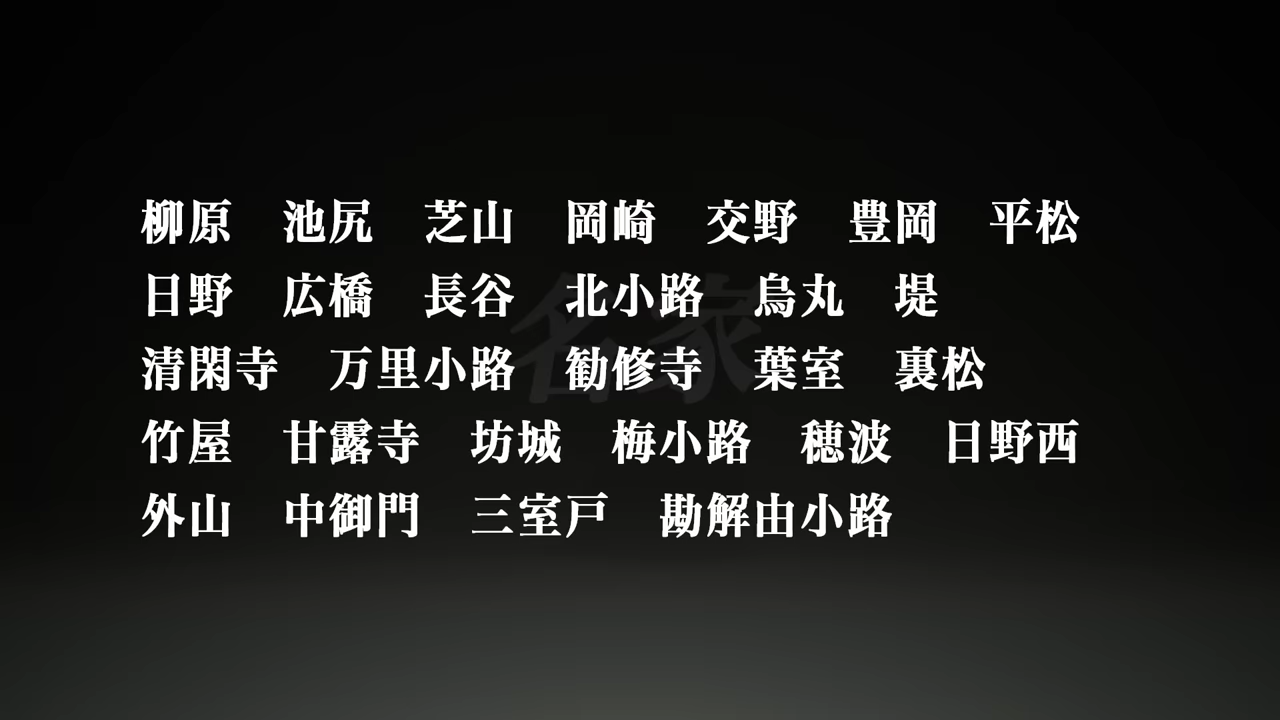 柳原　池尻　芝山　岡崎　交野　豊岡　平松
日野　広橋　長谷　北小路　烏丸　堤
清閑寺　万里小路　勧修寺　葉室　裏松
竹屋　甘露寺　坊城　梅小路　穂波　日野西
外山　中御門　三室戸　勘解由小路
名家